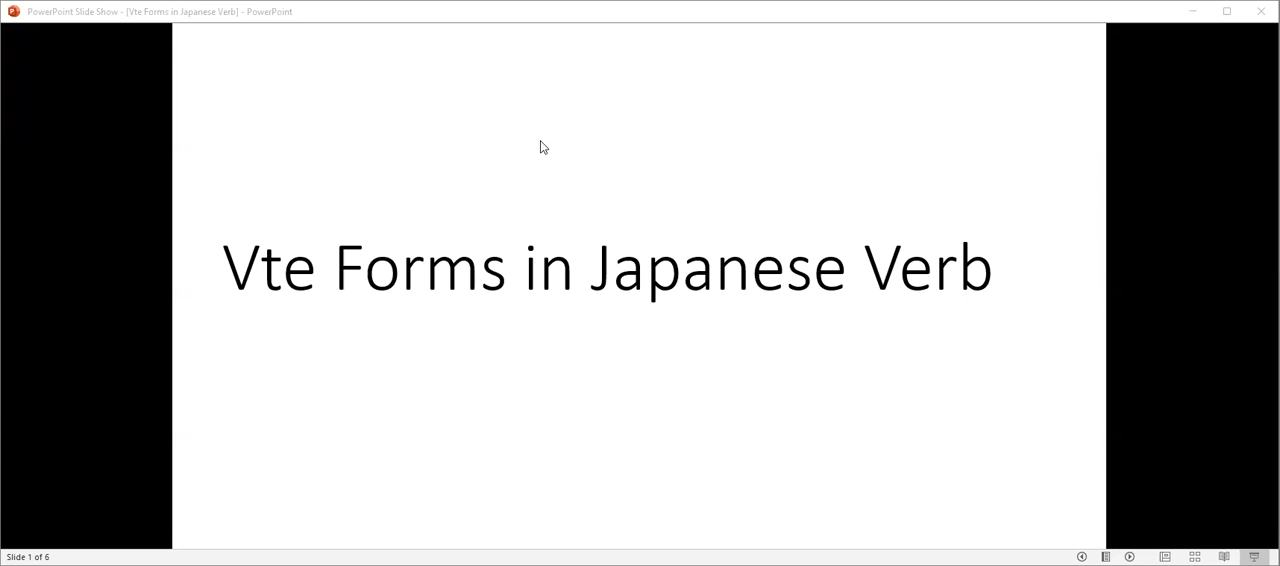 PowerPoint Slide Show - [Vte Forms in Japanese Verb] - PowerPoint
Vte Forms in Japanese Verb
Slide 1 of 6